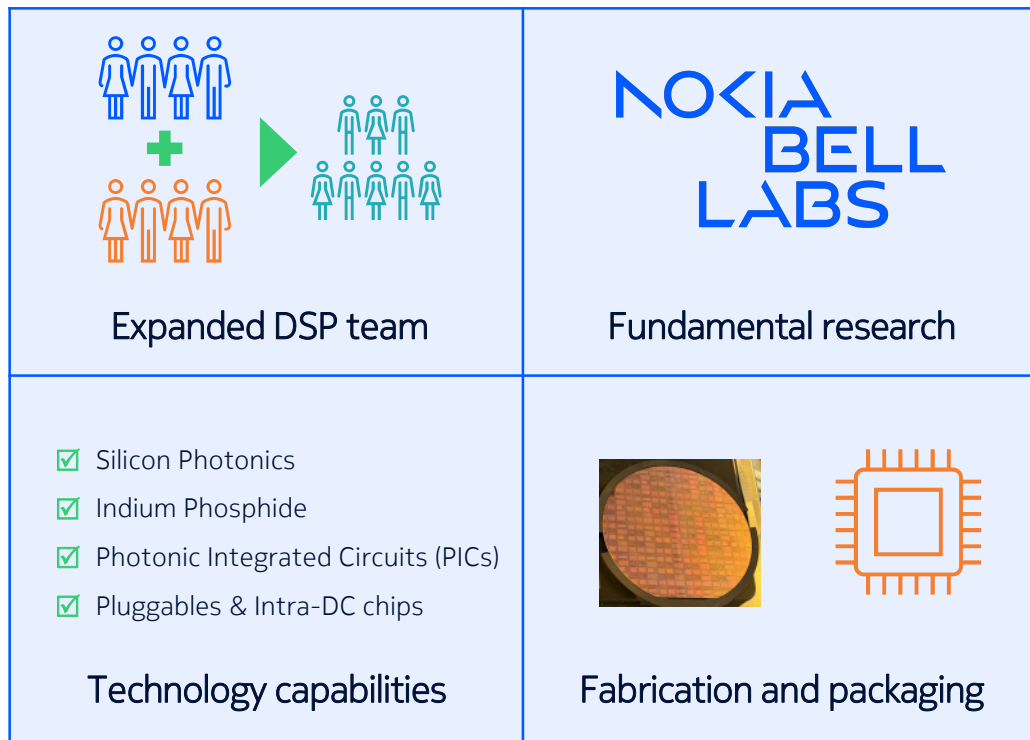 NOKIA
BELL
LABS
Expanded DSP team
Fundamental research
Silicon Photonics
Indium Phosphide
Photonic Integrated Circuits (PICs)
Pluggables & Intra-DC chips
Technology capabilities
Fabrication and packaging